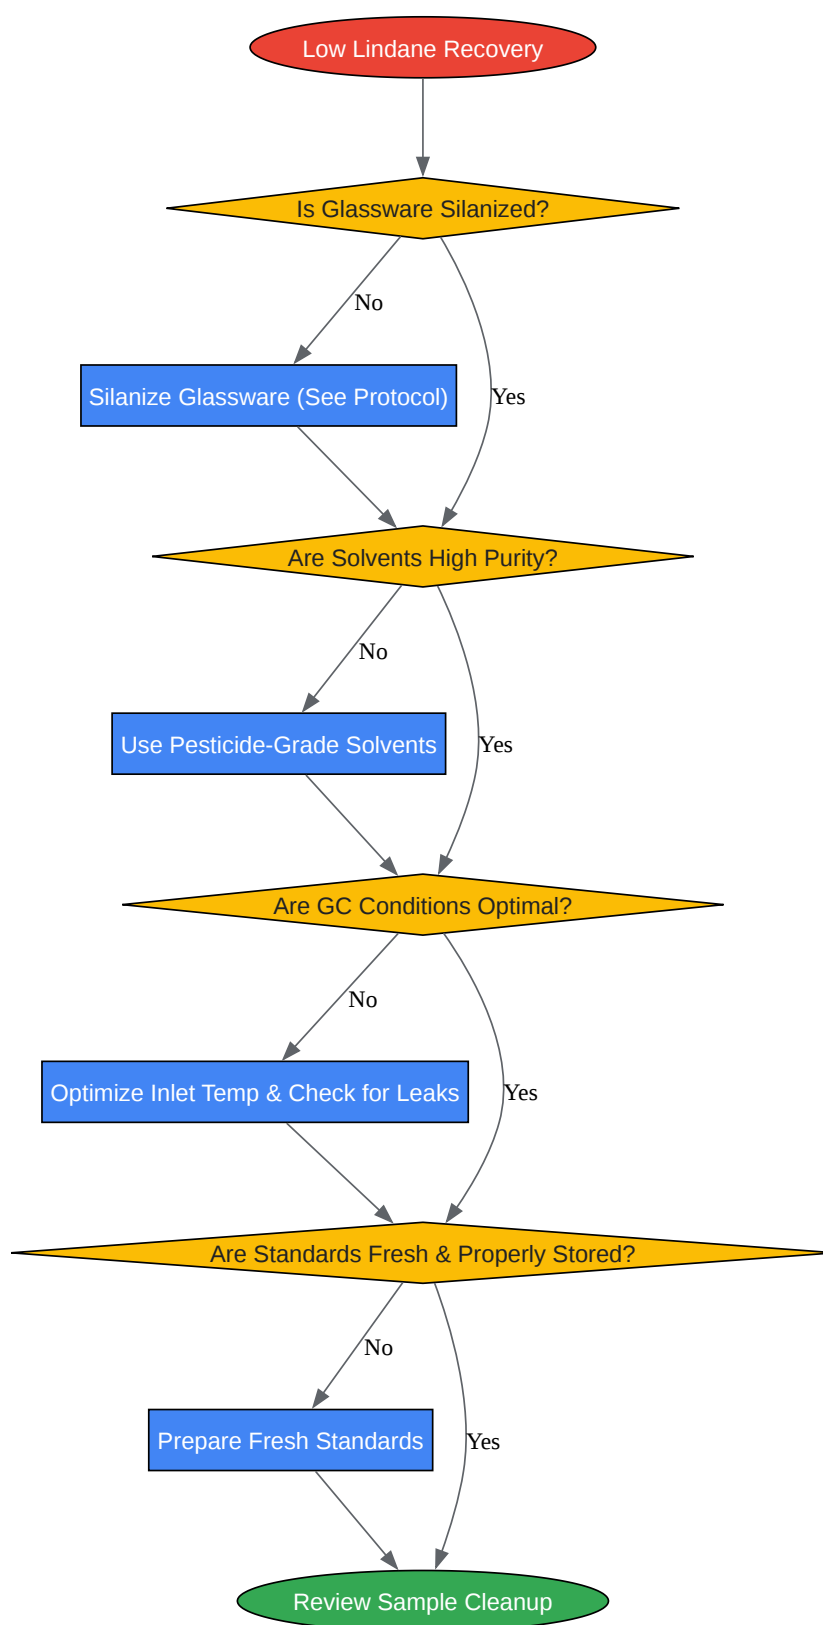 Low Lindane Recovery
Is Glassware Silanized?
No
Silanize Glassware (See Protocol)
Yes
Are Solvents High Purity?
No
Use Pesticide-Grade Solvents
Yes
Are GC Conditions Optimal?
No
Optimize Inlet Temp & Check for Leaks
Yes
Are Standards Fresh & Properly Stored?
No
Prepare Fresh Standards
Yes
Review Sample Cleanup